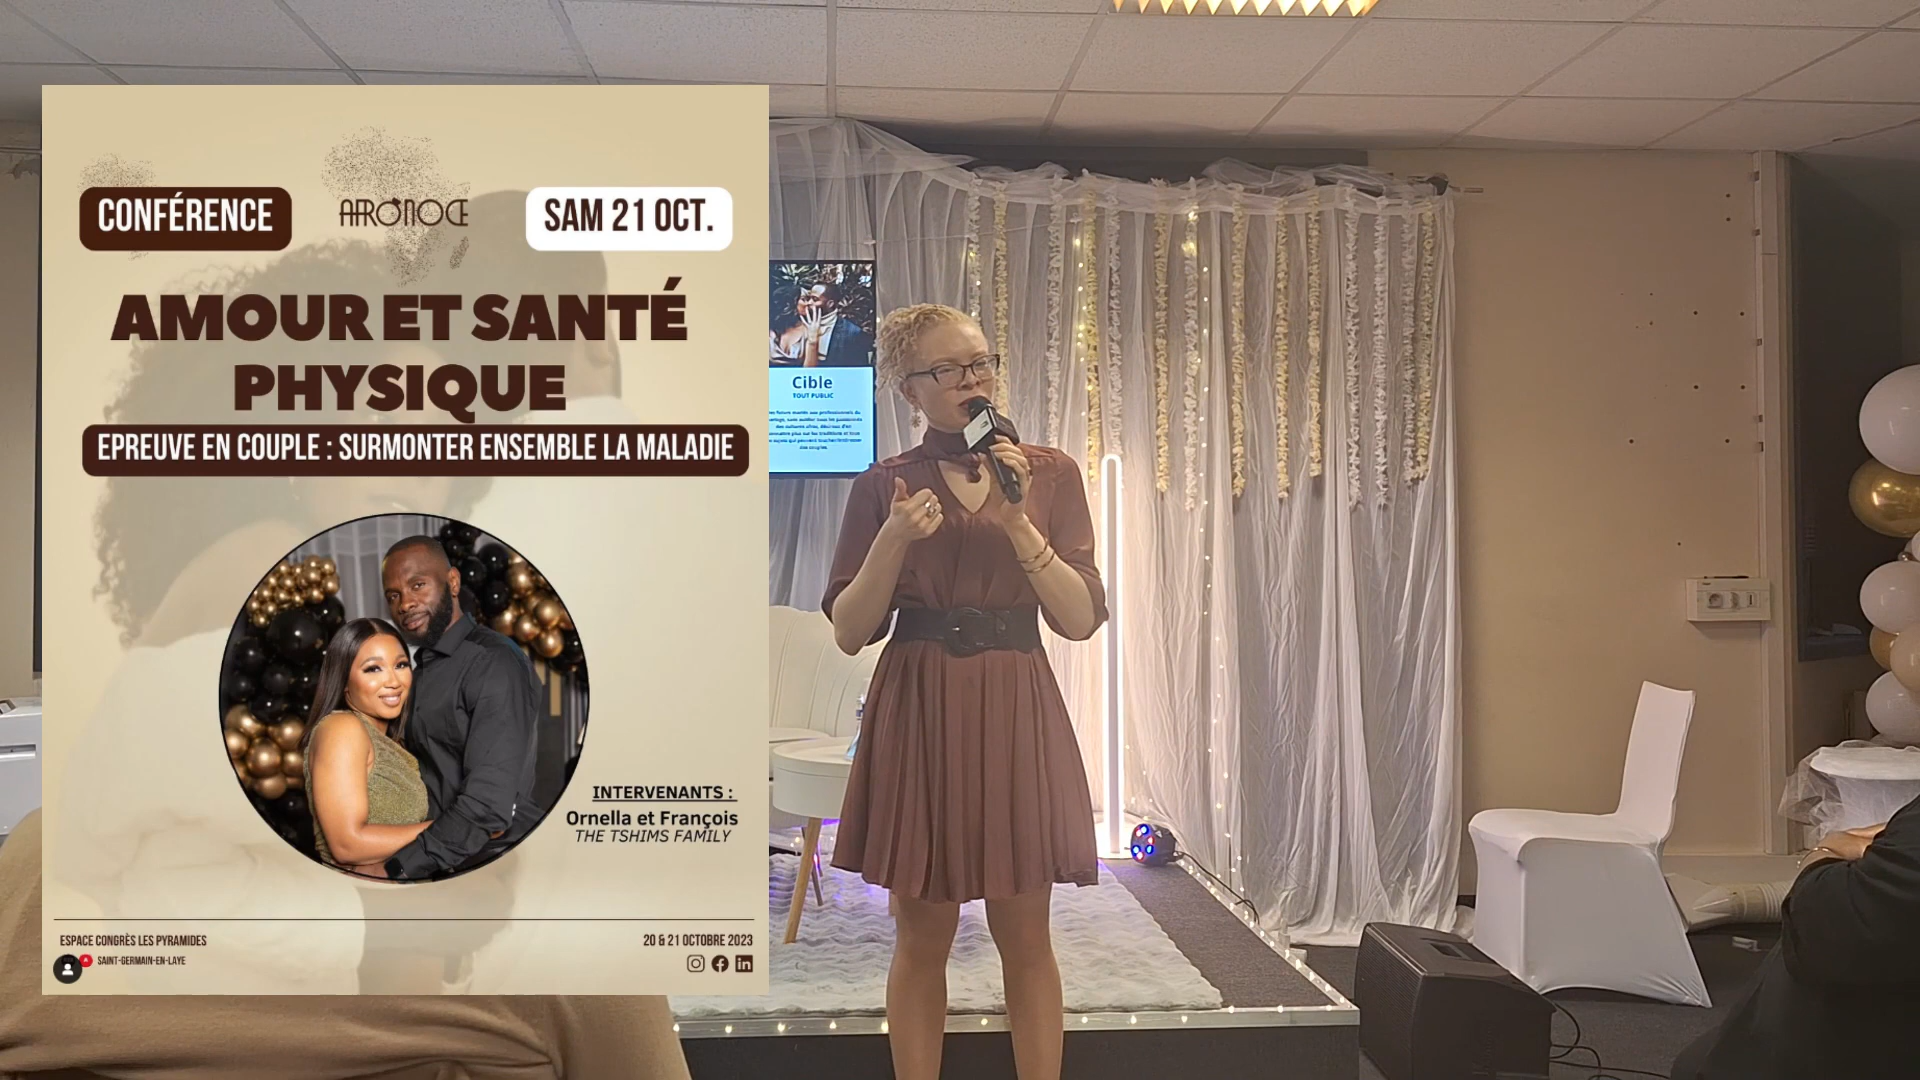 CONFÉRENCE
AFRONOCE
SAM 21 OCT.
AMOUR ET SANTÉ
PHYSIQUE
EPREUVE EN COUPLE : SURMONTER ENSEMBLE LA MALADIE
INTERVENANTS :
Ornella et François
THE TSHIMS FAMILY
ESPACE CONGRÈS LES PYRAMIDES
SAINT-GERMAIN-EN-LAYE
20 & 21 OCTOBRE 2023
Cible
TOUT PUBLIC